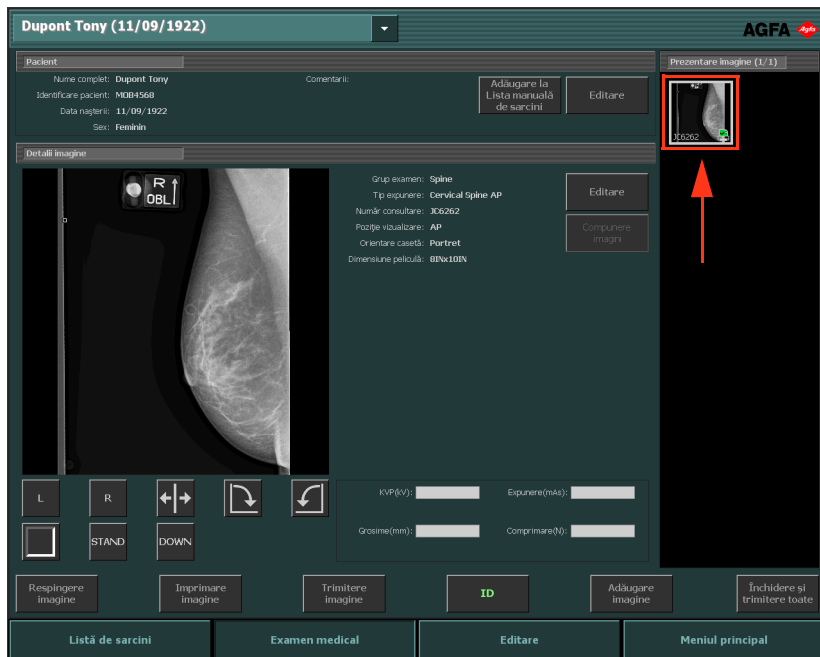 Dupont Tony (11/09/1922)
AGFA Agfa
Pacient
Nume complet: Dupont Tony
Identificare pacient: MOB4568
Data nașterii: 11/09/1922
Sex: Feminin
Comentarii:
Adăugare la
Lista manuală
de sarcini
Editare
Prezentare imagine (1/1)
JC6262
Detalii imagine
R
OBL
Grup examen: Spine
Tip expunere: Cervical Spine AP
Număr consultare: JC6262
Poziție vizualizare: AP
Orientare casetă: Portret
Dimensiune peliculă: 8INx10IN
Editare
Compunere
imagini
L
R
STAND
DOWN
KVP(kV):
Expunere(mAs):
Grosime(mm):
Comprimare(N):
Respingere
imagine
Imprimare
imagine
Trimitere
imagine
ID
Adăugare
imagine
Închidere și
trimitere toate
Listă de sarcini
Examen medical
Editare
Meniul principal